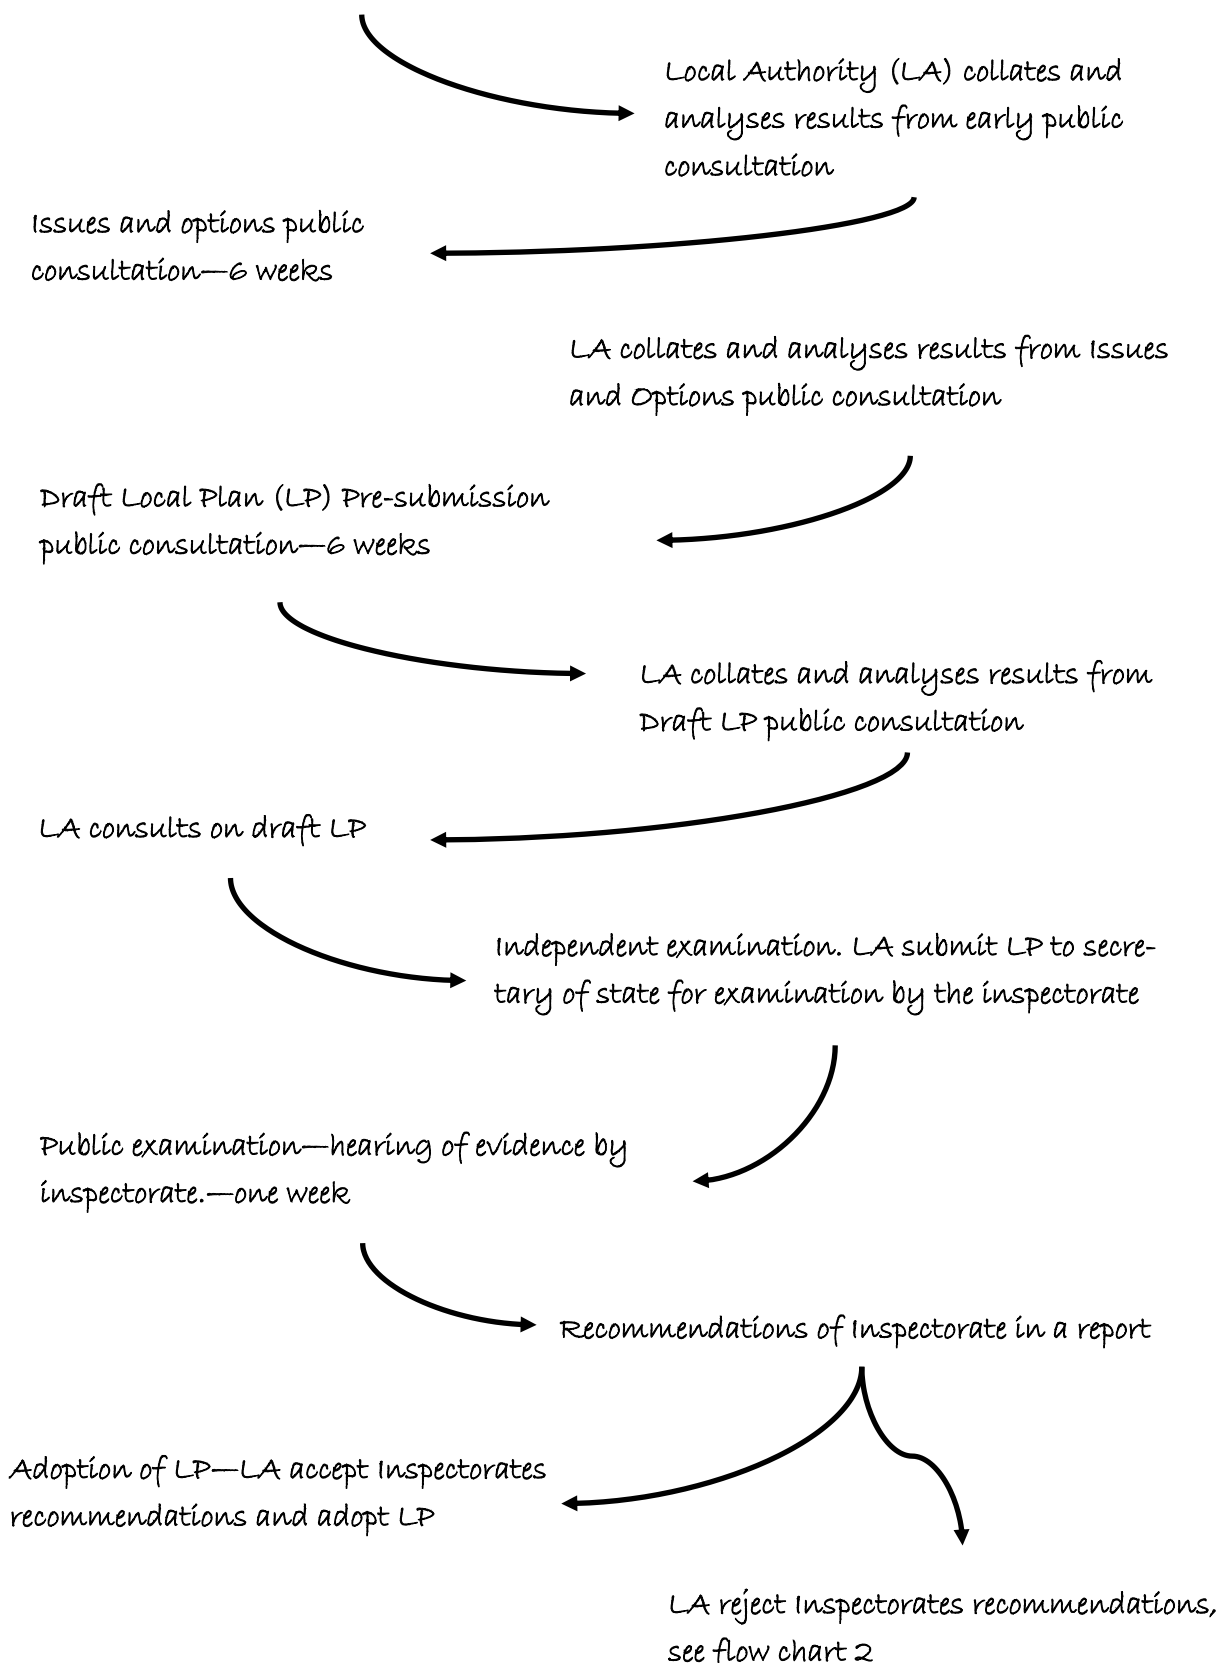 Local Authority (LA) collates and
analyses results from early public
consultation
Issues and options public
consultation—6 weeks
LA collates and analyses results from Issues
and Options public consultation
Draft Local Plan (LP) Pre-submission
public consultation—6 weeks
LA collates and analyses results from
Draft LP public consultation
LA consults on draft LP
Independent examination. LA submit LP to secre-
tary of state for examination by the inspectorate
Public examination—hearing of evidence by
inspectorate.—one week
Recommendations of Inspectorate in a report
Adoption of LP—LA accept Inspectorates
recommendations and adopt LP
LA reject Inspectorates recommendations,
see flow chart 2